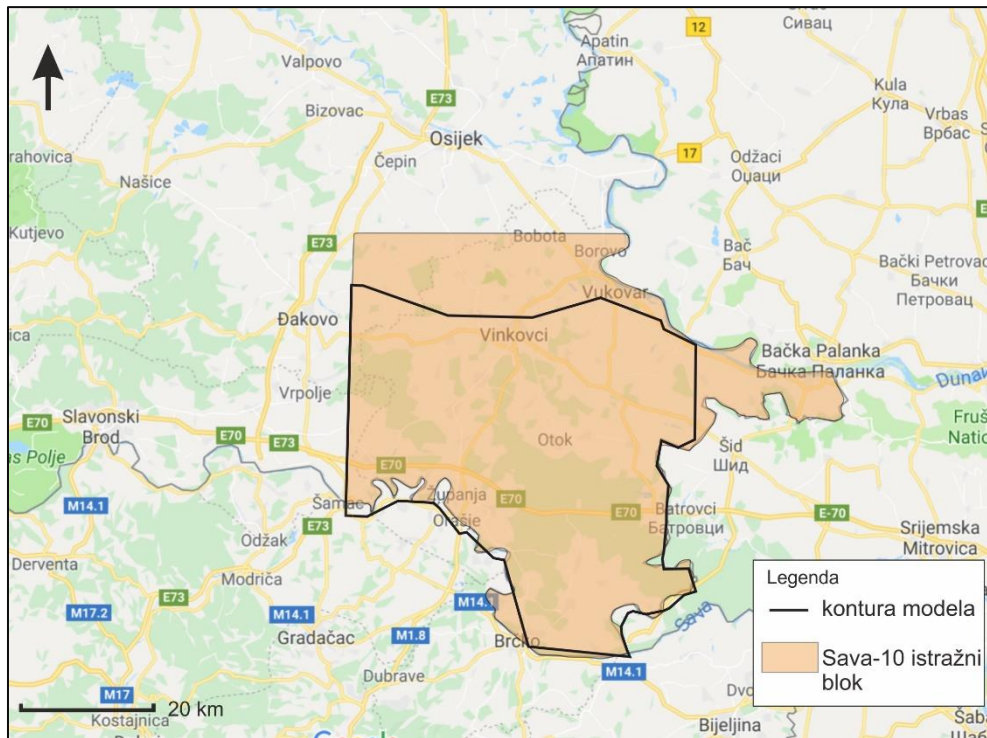 Сивац
12
Apatin
Апатин
Valpovo
Kula
Кула
Bizovac
E73
Vrbas
Врбас
Osijek
17
Odžaci
Оџаци
Čepin
Našice
Kutjevo
E73
Bobota
Borovo
Bač
Бач
Bački Petrovac
Бачки
Петровац
Vukovar
Đakovo
Vinkovci
Bačka Palanka
Бачка Паланка
Vrpolje
Slavonski
Brod
E70
E70
E73
Otok
Šid
Шид
E70
Šamac
Županja
Orašje
E70
E70
Batrovci
Батровци
E-70
M14.1
E73
Odžak
Srijemska
Mitrovica
Derventa
Modriča
E73
M17.2
M14.1
M14.1
Sava
Gradačac
M1.8
Brčko
M14.1
Dubrave
M17
Kostajnica
20 km
Bijeljina
Legenda
kontura modela
Sava-10 istražni
blok